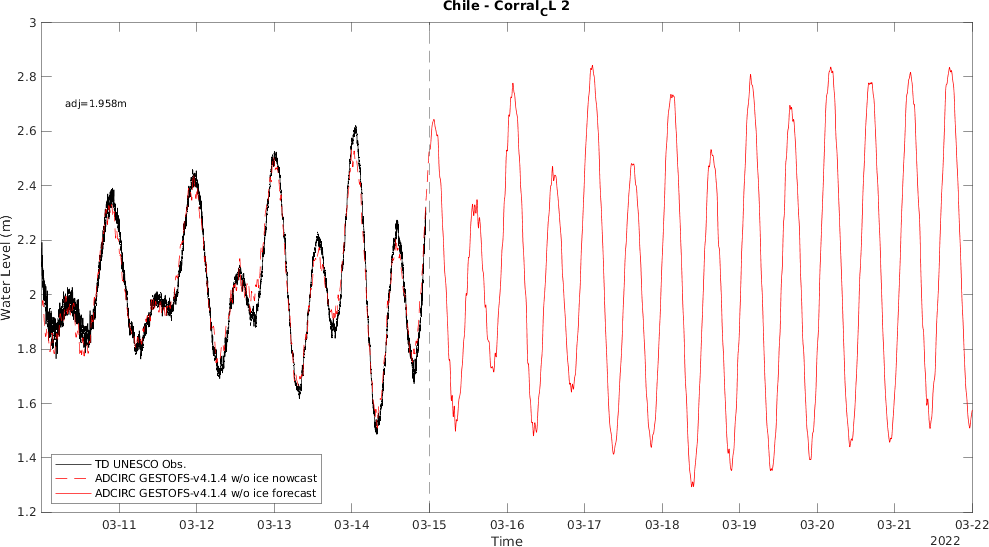 Chile - Corral_CL 2
3
2.8
adj=1.958m
2.6
2.4
2.2
2
1.8
1.6
1.4
1.2
Water Level (m)
TD UNESCO Obs.
ADCIRC GESTOFS-v4.1.4 w/o ice nowcast
ADCIRC GESTOFS-v4.1.4 w/o ice forecast
03-11 03-12 03-13 03-14 03-15 03-16 03-17 03-18 03-19 03-20 03-21 03-22
Time
2022